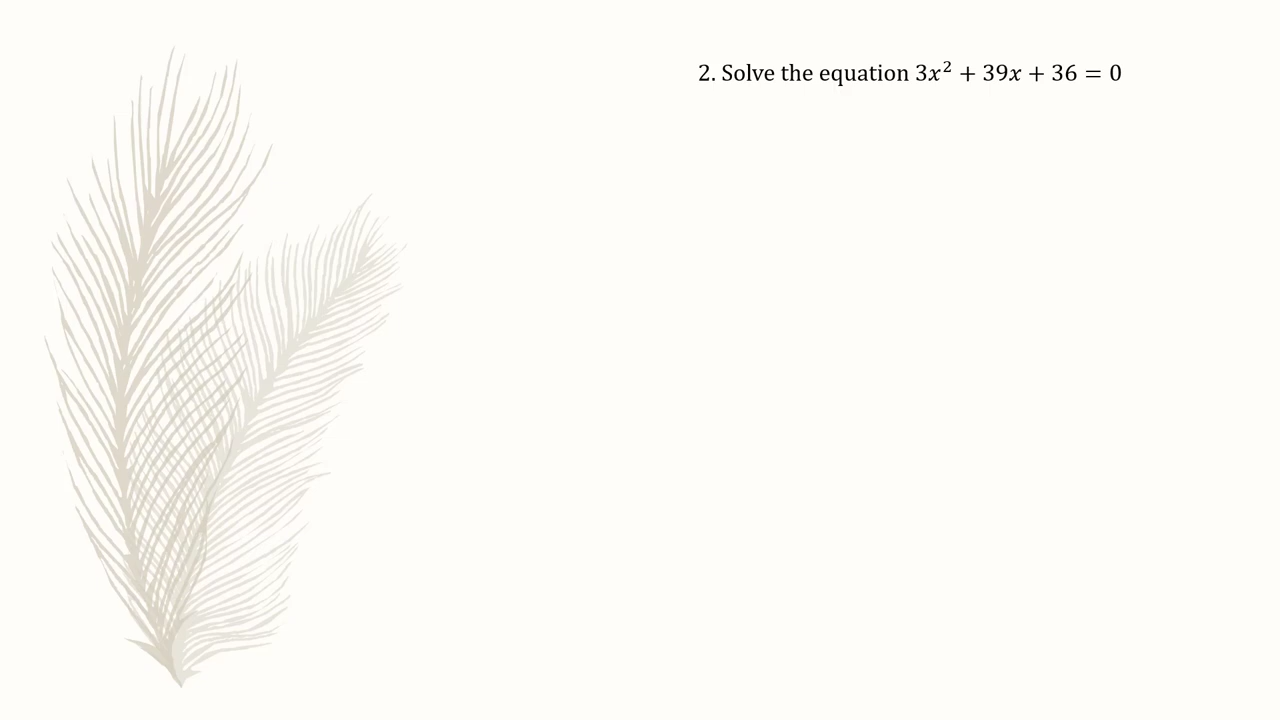 2. Solve the equation 3𝑥² + 39𝑥 + 36 = 0